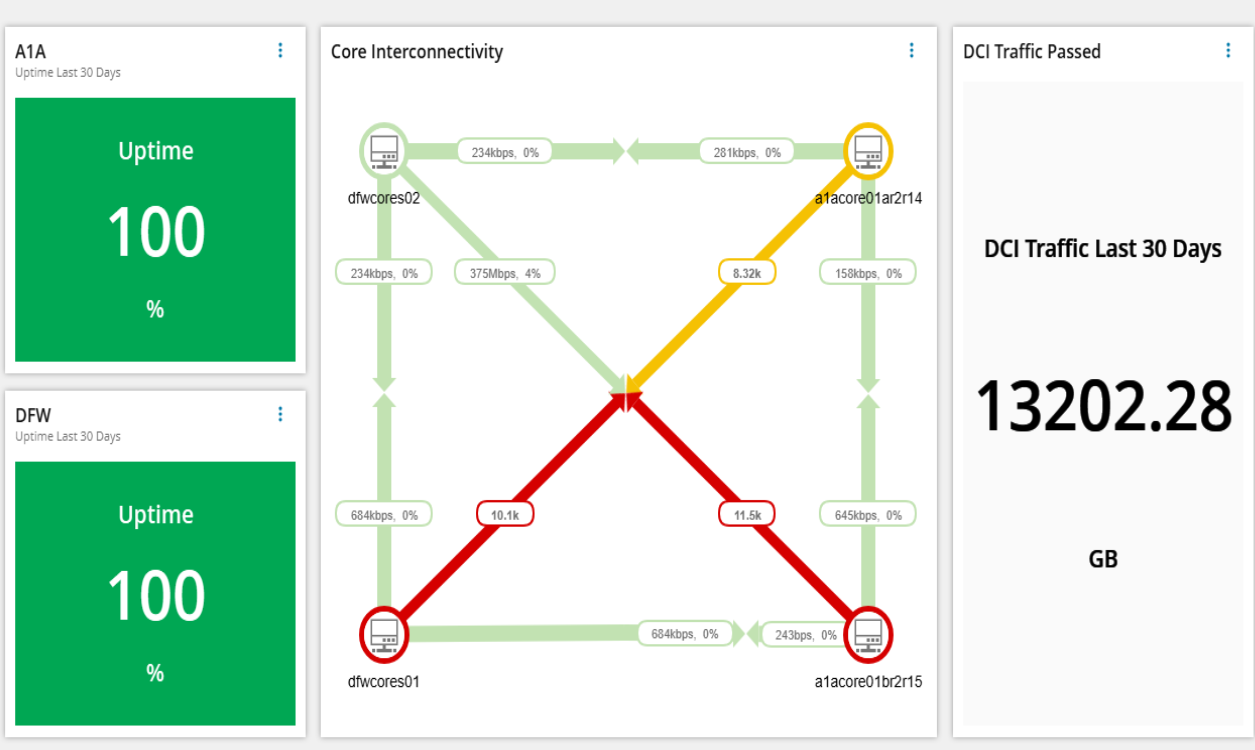 A1A
Uptime Last 30 Days
Uptime
100
%
DFW
Uptime Last 30 Days
Uptime
100
%
Core Interconnectivity
234kbps, 0%
281kbps, 0%
dfwcores02
a1acore01ar2r14
234kbps, 0%
375Mbps, 4%
8.32k
158kbps, 0%
684kbps, 0%
10.1k
11.5k
645kbps, 0%
684kbps, 0%
243bps, 0%
dfwcores01
a1acore01br2r15
DCI Traffic Passed
DCI Traffic Last 30 Days
13202.28
GB